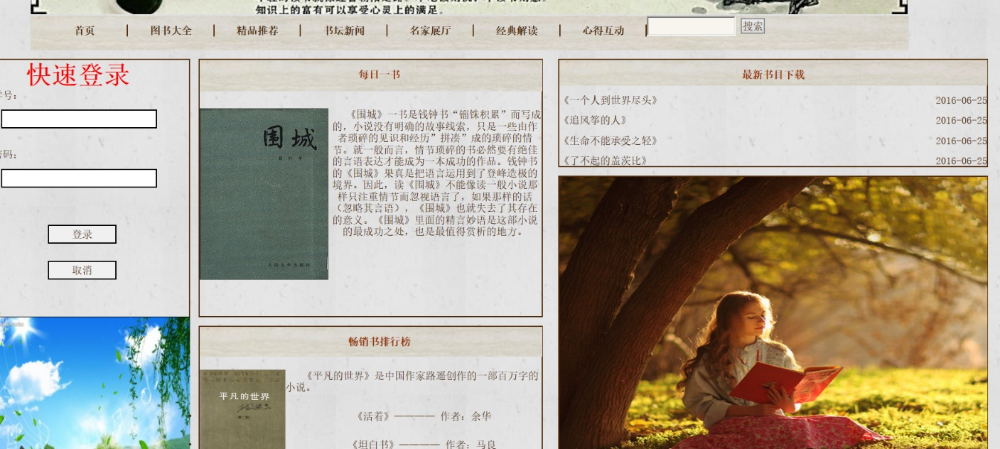 知识上的富有可以享受心灵上的满足。
首页
图书大全
精品推荐
书坛新闻
名家展厅
经典解读
心得互动
搜索
快速登录
学号:
密码:
登录
取消
每日一书
围城
《围城》一书是钱钟书“锱铢积累”而写成
的，小说没有明确的故事线索，只是一些由作
者琐碎的见识和经历”拼凑”成的琐碎的情
节。就一般而言，情节琐碎的书必然要有绝佳
的言语表达才能成为一本成功的作品。钱钟书
的《围城》果真是把语言运用到了登峰造极的
境界。因此，读《围城》不能像读一般小说那
样只注重情节而忽视语言了，如果那样的话
（忽略其言语），《围城》也就失去了其存在
的意义。《围城》里面的精言妙语是这部小说
的最成功之处，也是最值得赏析的地方。
人民文学出版社
畅销书排行榜
平凡的世界
《平凡的世界》是中国作家路遥创作的一部百万字的
小说。
《活着》———— 作者: 余华
《坦白书》———— 作者: 马良
最新书目下载
《一个人到世界尽头》 2016-06-25
《追风筝的人》 2016-06-25
《生命不能承受之轻》 2016-06-25
《了不起的盖茨比》 2016-06-25